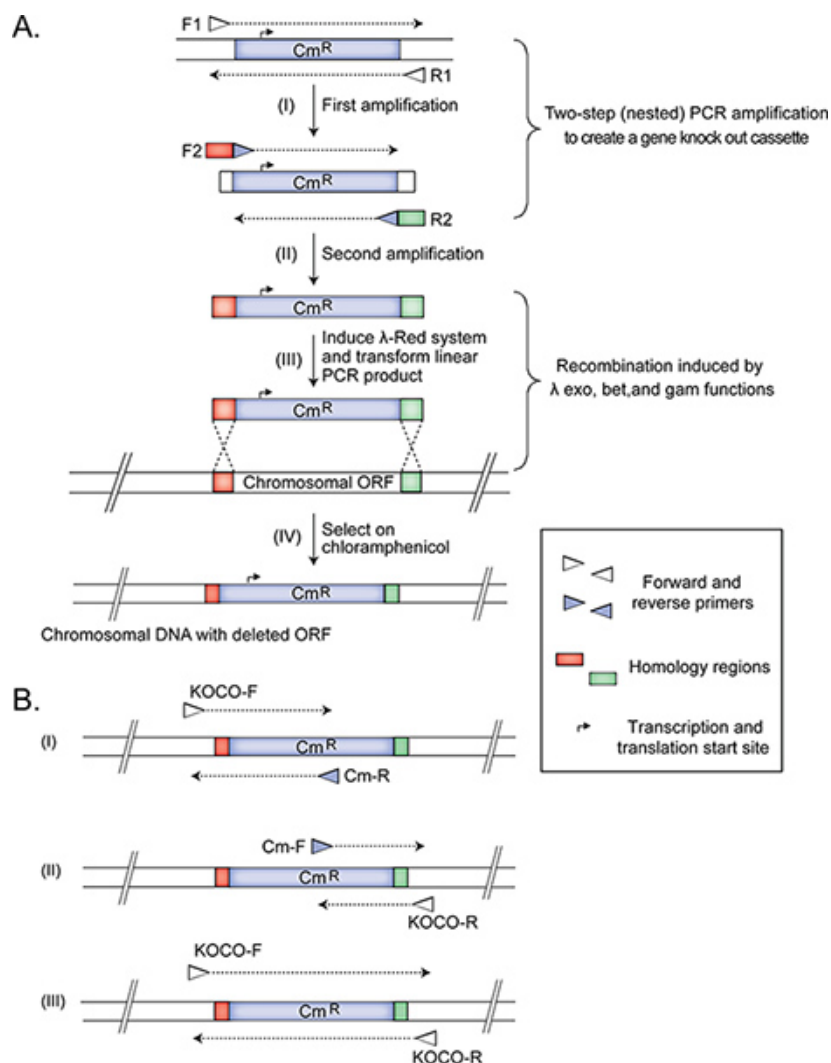 A.
F1
CmR
R1
(I)
First amplification
Two-step (nested) PCR amplification
to create a gene knock out cassette
F2
CmR
R2
(II)
Second amplification
CmR
(III)
Induce λ-Red system
and transform linear
PCR product
Recombination induced by
λ exo, bet,and gam functions
CmR
Chromosomal ORF
(IV)
Select on
chloramphenicol
CmR
Chromosomal DNA with deleted ORF
Forward and
reverse primers
Homology regions
Transcription and
translation start site
B.
KOCO-F
(I)
CmR
Cm-R
Cm-F
(II)
CmR
KOCO-R
KOCO-F
(III)
CmR
KOCO-R